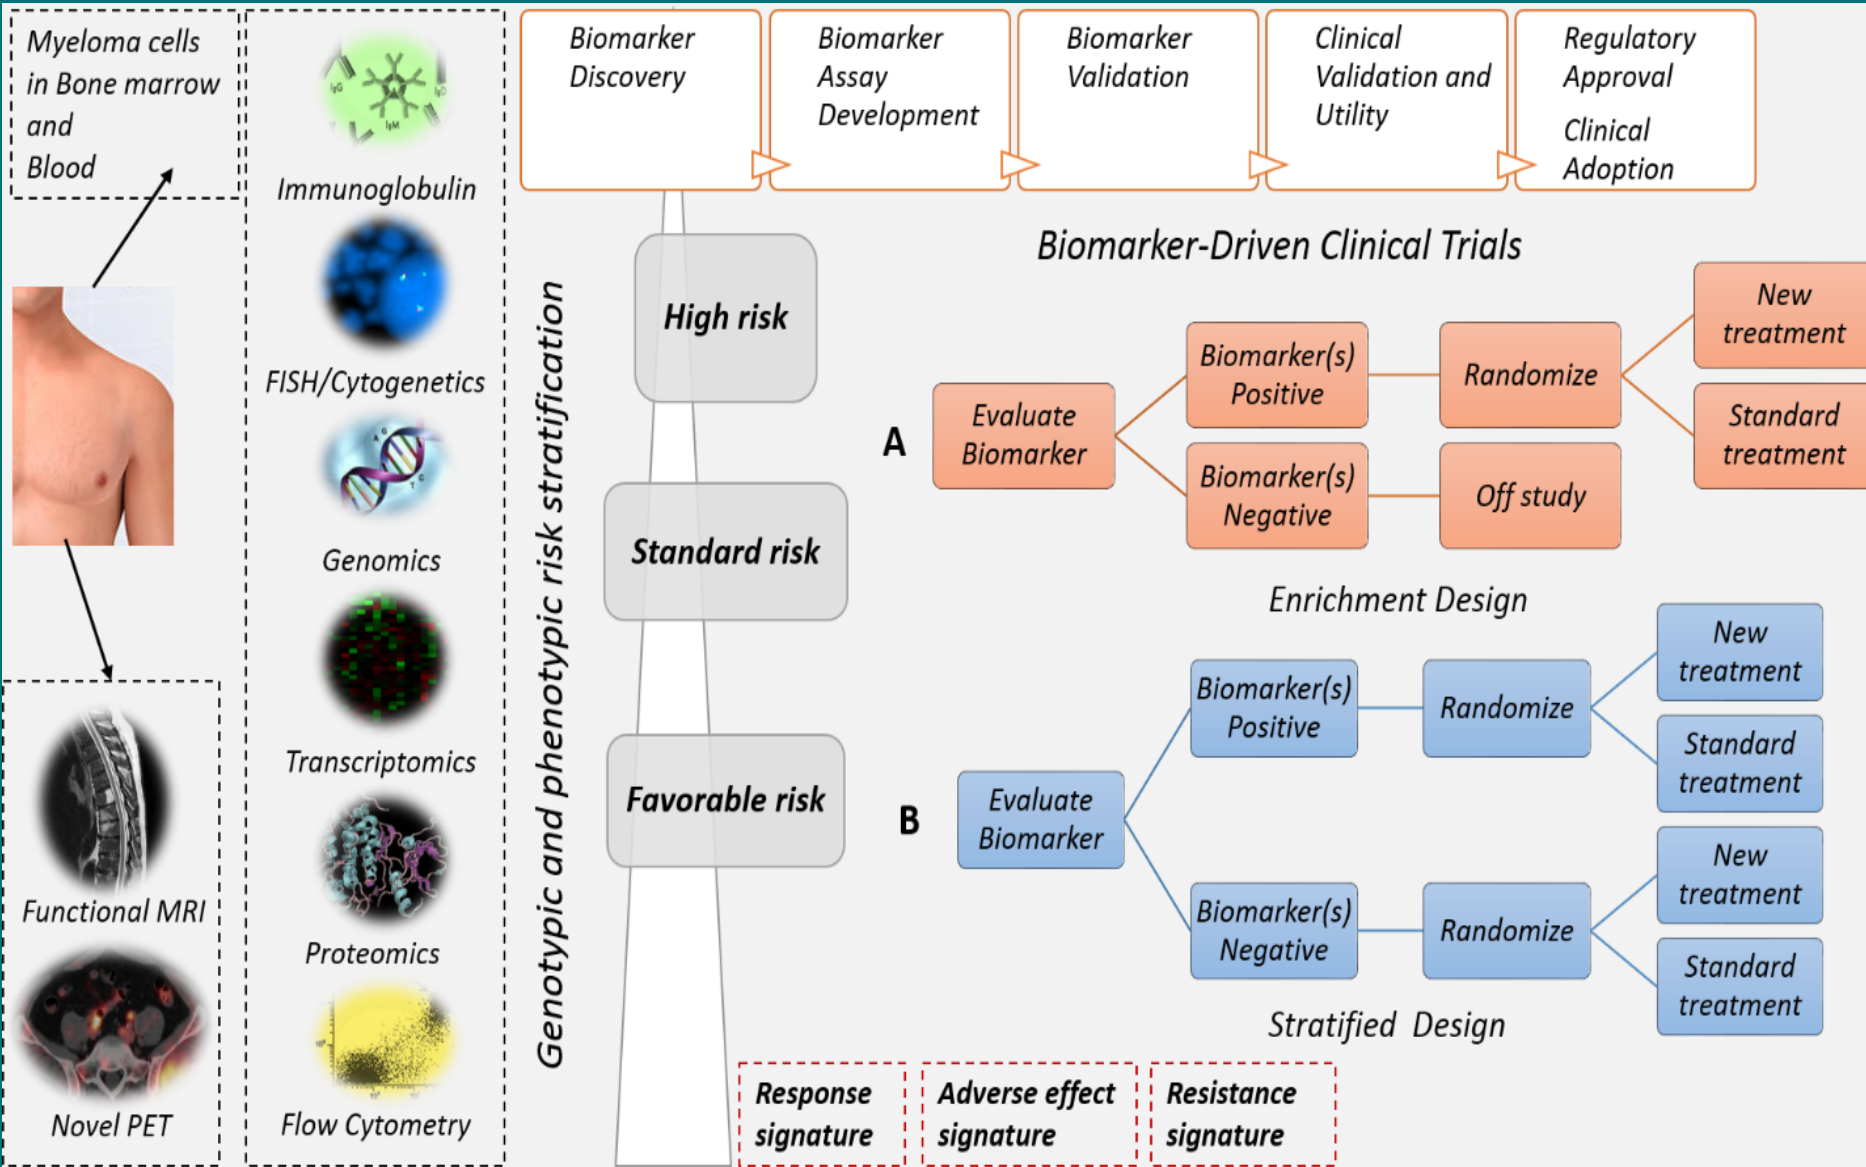 Myeloma cells
in Bone marrow
and
Blood
Functional MRI
Novel PET
IgG
IgD
IgM
Immunoglobulin
FISH/Cytogenetics
A G
T C
Genomics
Transcriptomics
Proteomics
Flow Cytometry
Biomarker
Discovery
Biomarker
Assay
Development
Biomarker
Validation
Clinical
Validation and
Utility
Regulatory
Approval
Clinical
Adoption
Genotypic and phenotypic risk stratification
High risk
Standard risk
Favorable risk
Biomarker-Driven Clinical Trials
A
Evaluate
Biomarker
Biomarker(s)
Positive
Randomize
New
treatment
Standard
treatment
Biomarker(s)
Negative
Off study
Enrichment Design
B
Evaluate
Biomarker
Biomarker(s)
Positive
Randomize
New
treatment
Standard
treatment
Biomarker(s)
Negative
Randomize
New
treatment
Standard
treatment
Stratified Design
Response
signature
Adverse effect
signature
Resistance
signature